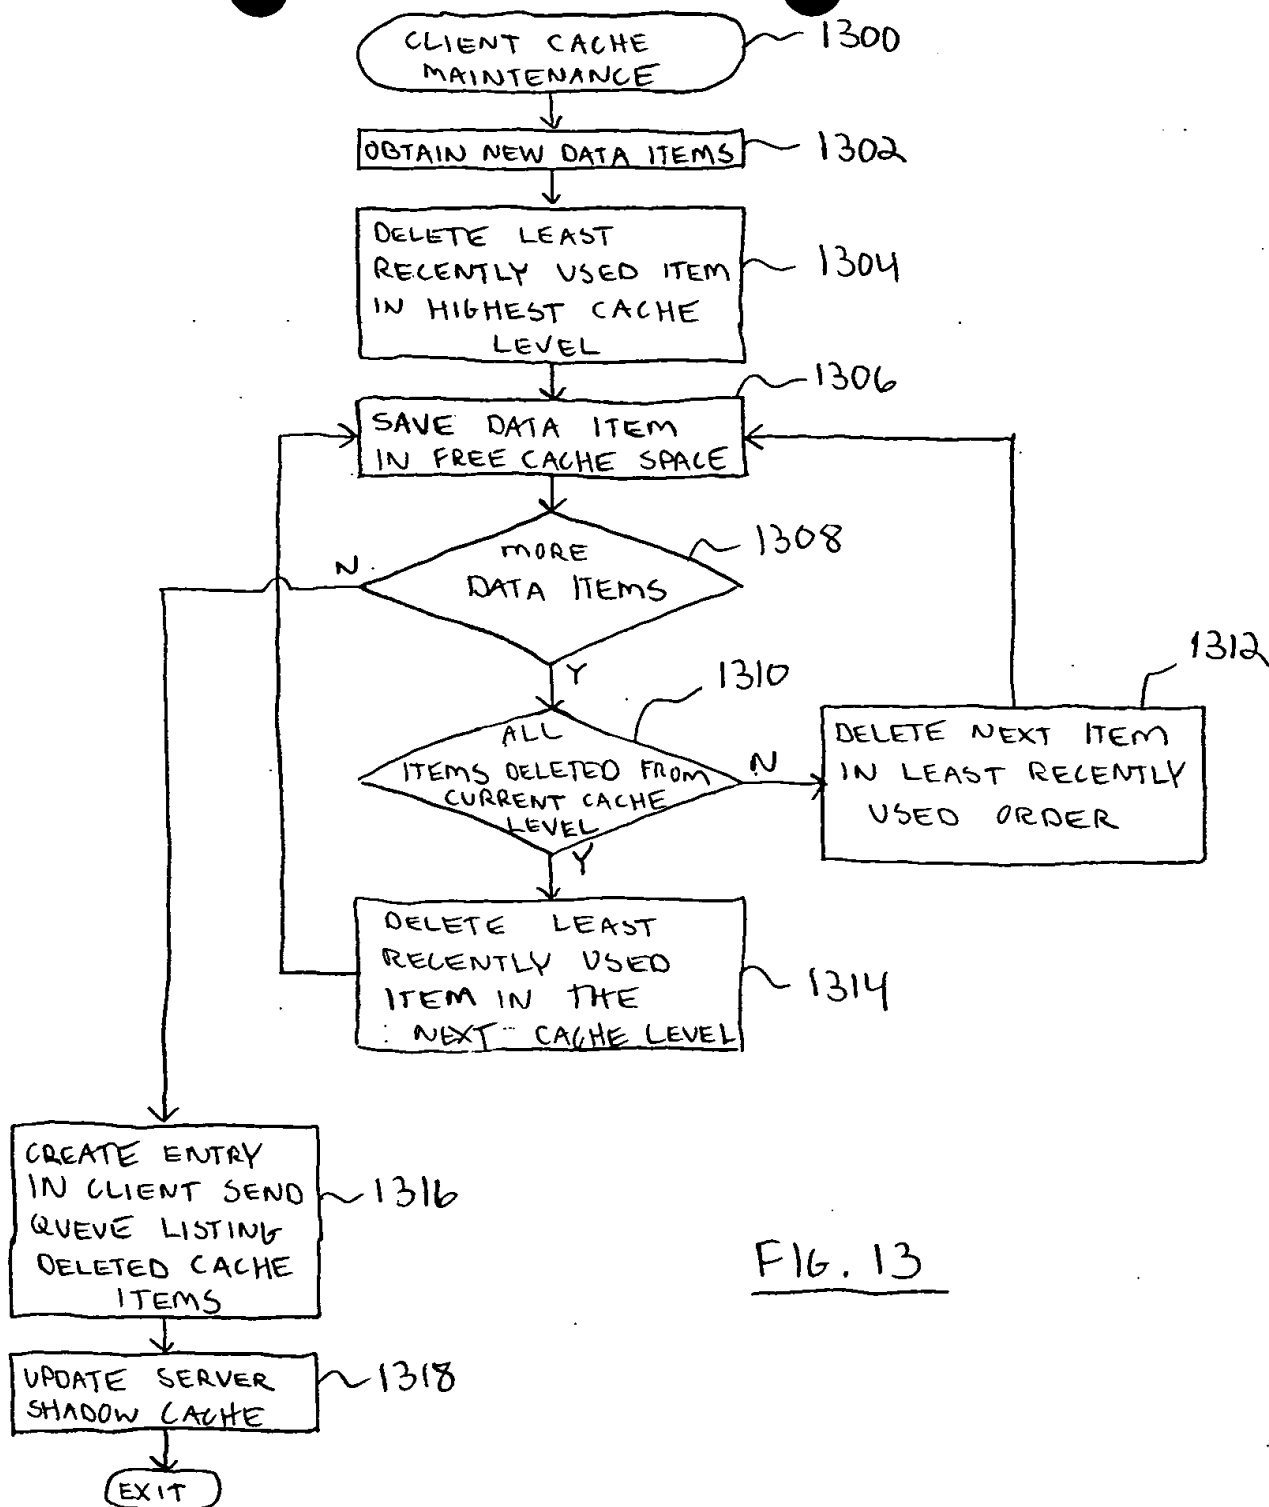 CLIENT CACHE
MAINTENANCE
1300
OBTAIN NEW DATA ITEMS
1302
DELETE LEAST
RECENTLY USED ITEM
IN HIGHEST CACHE
LEVEL
1304
1306
SAVE DATA ITEM
IN FREE CACHE SPACE
MORE
DATA ITEMS
1308
N
Y
1310
ALL
ITEMS DELETED FROM
CURRENT CACHE
LEVEL
N
Y
1312
DELETE NEXT ITEM
IN LEAST RECENTLY
USED ORDER
DELETE LEAST
RECENTLY USED
ITEM IN THE
NEXT CACHE LEVEL
1314
CREATE ENTRY
IN CLIENT SEND
QUEUE LISTING
DELETED CACHE
ITEMS
1316
UPDATE SERVER
SHADOW CACHE
1318
EXIT
FIG. 13